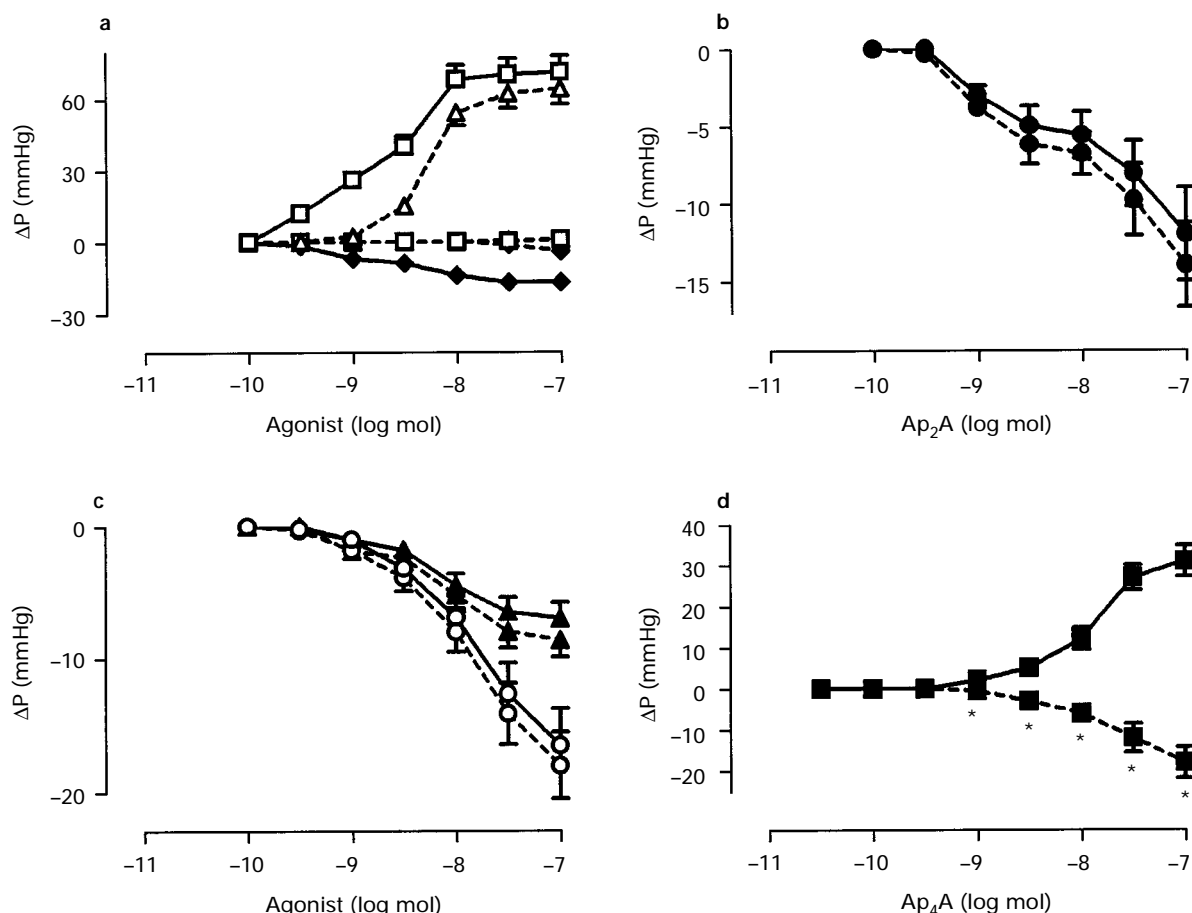 a
60
30
0
−30
ΔP (mmHg)
−11 −10 −9 −8 −7
Agonist (log mol)
b
0
−5
−10
−15
ΔP (mmHg)
−11 −10 −9 −8 −7
Ap₂A (log mol)
c
0
−10
−20
ΔP (mmHg)
−11 −10 −9 −8 −7
Agonist (log mol)
d
40
30
20
10
0
−10
−20
ΔP (mmHg)
* * * * *
−11 −10 −9 −8 −7
Ap₄A (log mol)